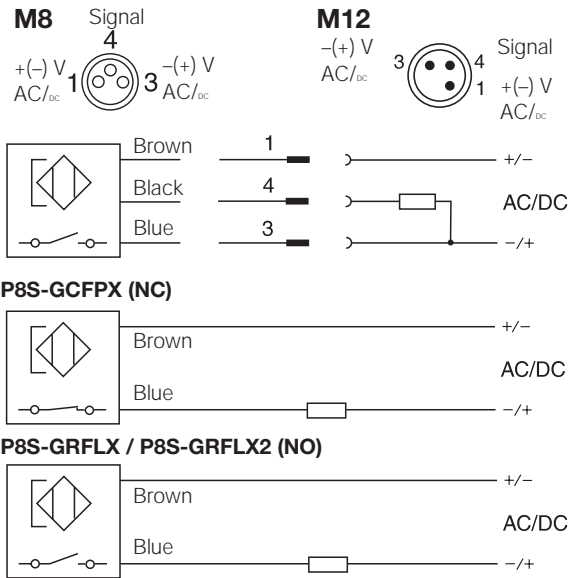 M8
Signal
4
+(–) V
AC/DC
1
3
–(+) V
AC/DC
M12
–(+) V
AC/DC
3
4
1
Signal
+(–) V
AC/DC
Brown
1
+/–
Black
4
AC/DC
Blue
3
–/+
P8S-GCFPX (NC)
+/–
Brown
AC/DC
Blue
–/+
P8S-GRFLX / P8S-GRFLX2 (NO)
+/–
Brown
AC/DC
Blue
–/+